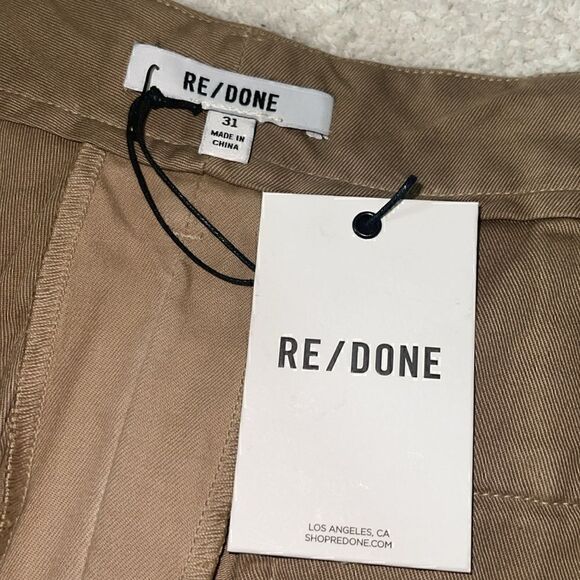 RE/DONE
31
MADE IN
CHINA
RE/DONE
LOS ANGELES, CA
SHOPREDONE.COM